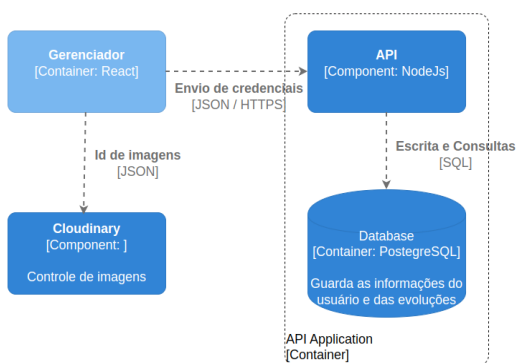 Gerenciador
[Container: React]
Envio de credenciais
[JSON / HTTPS]
API
[Component: NodeJs]
Id de imagens
[JSON]
Escrita e Consultas
[SQL]
Cloudinary
[Component: ]
Controle de imagens
Database
[Container: PostegreSQL]
Guarda as informações do
usuário e das evoluções
API Application
[Container]